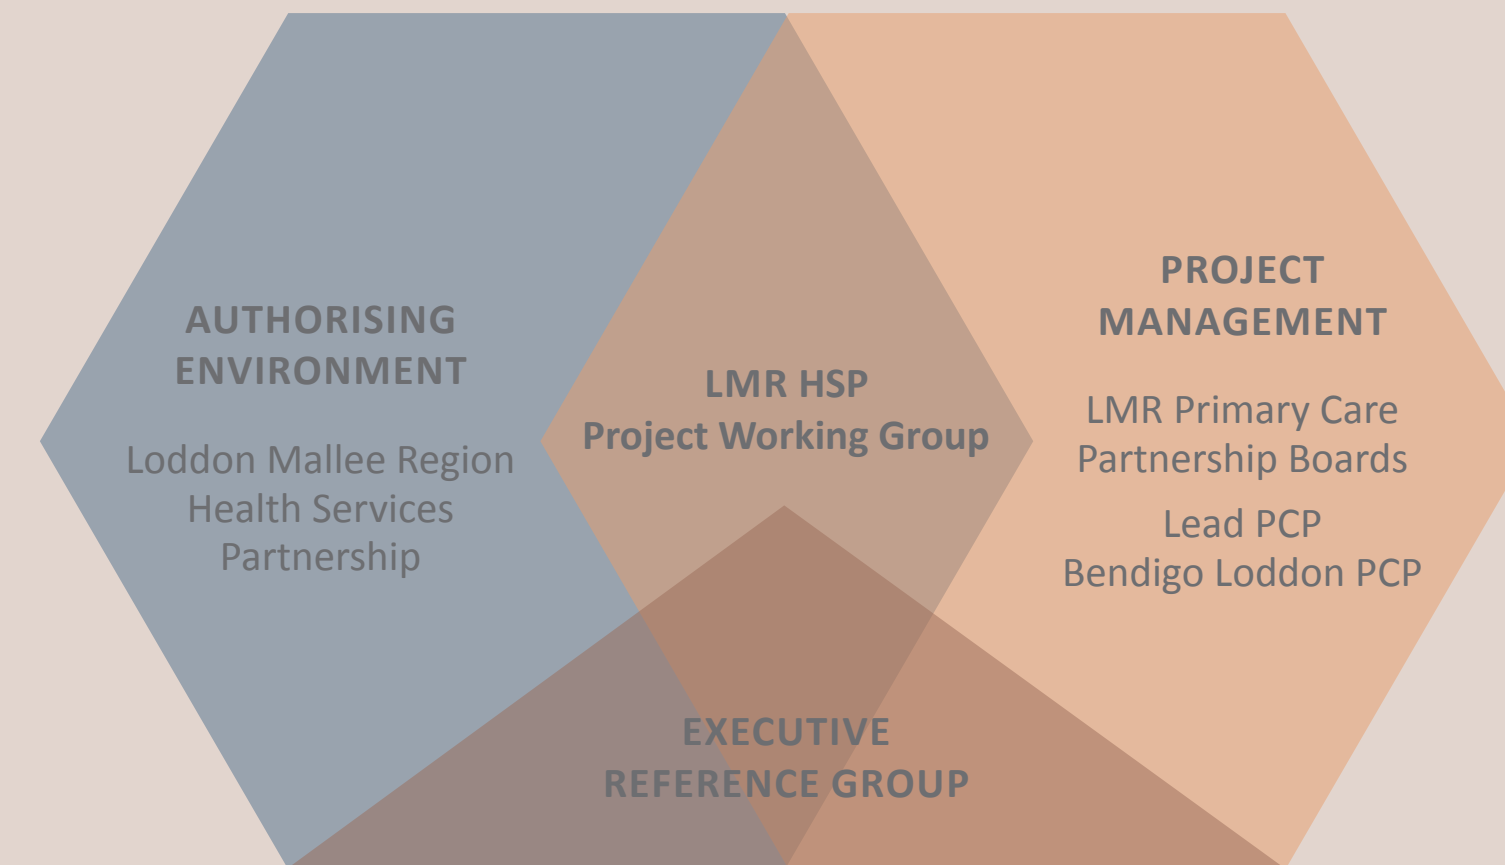 AUTHORISING
ENVIRONMENT
Loddon Mallee Region
Health Services
Partnership
LMR HSP
Project Working Group
PROJECT
MANAGEMENT
LMR Primary Care
Partnership Boards
Lead PCP
Bendigo Loddon PCP
EXECUTIVE
REFERENCE GROUP